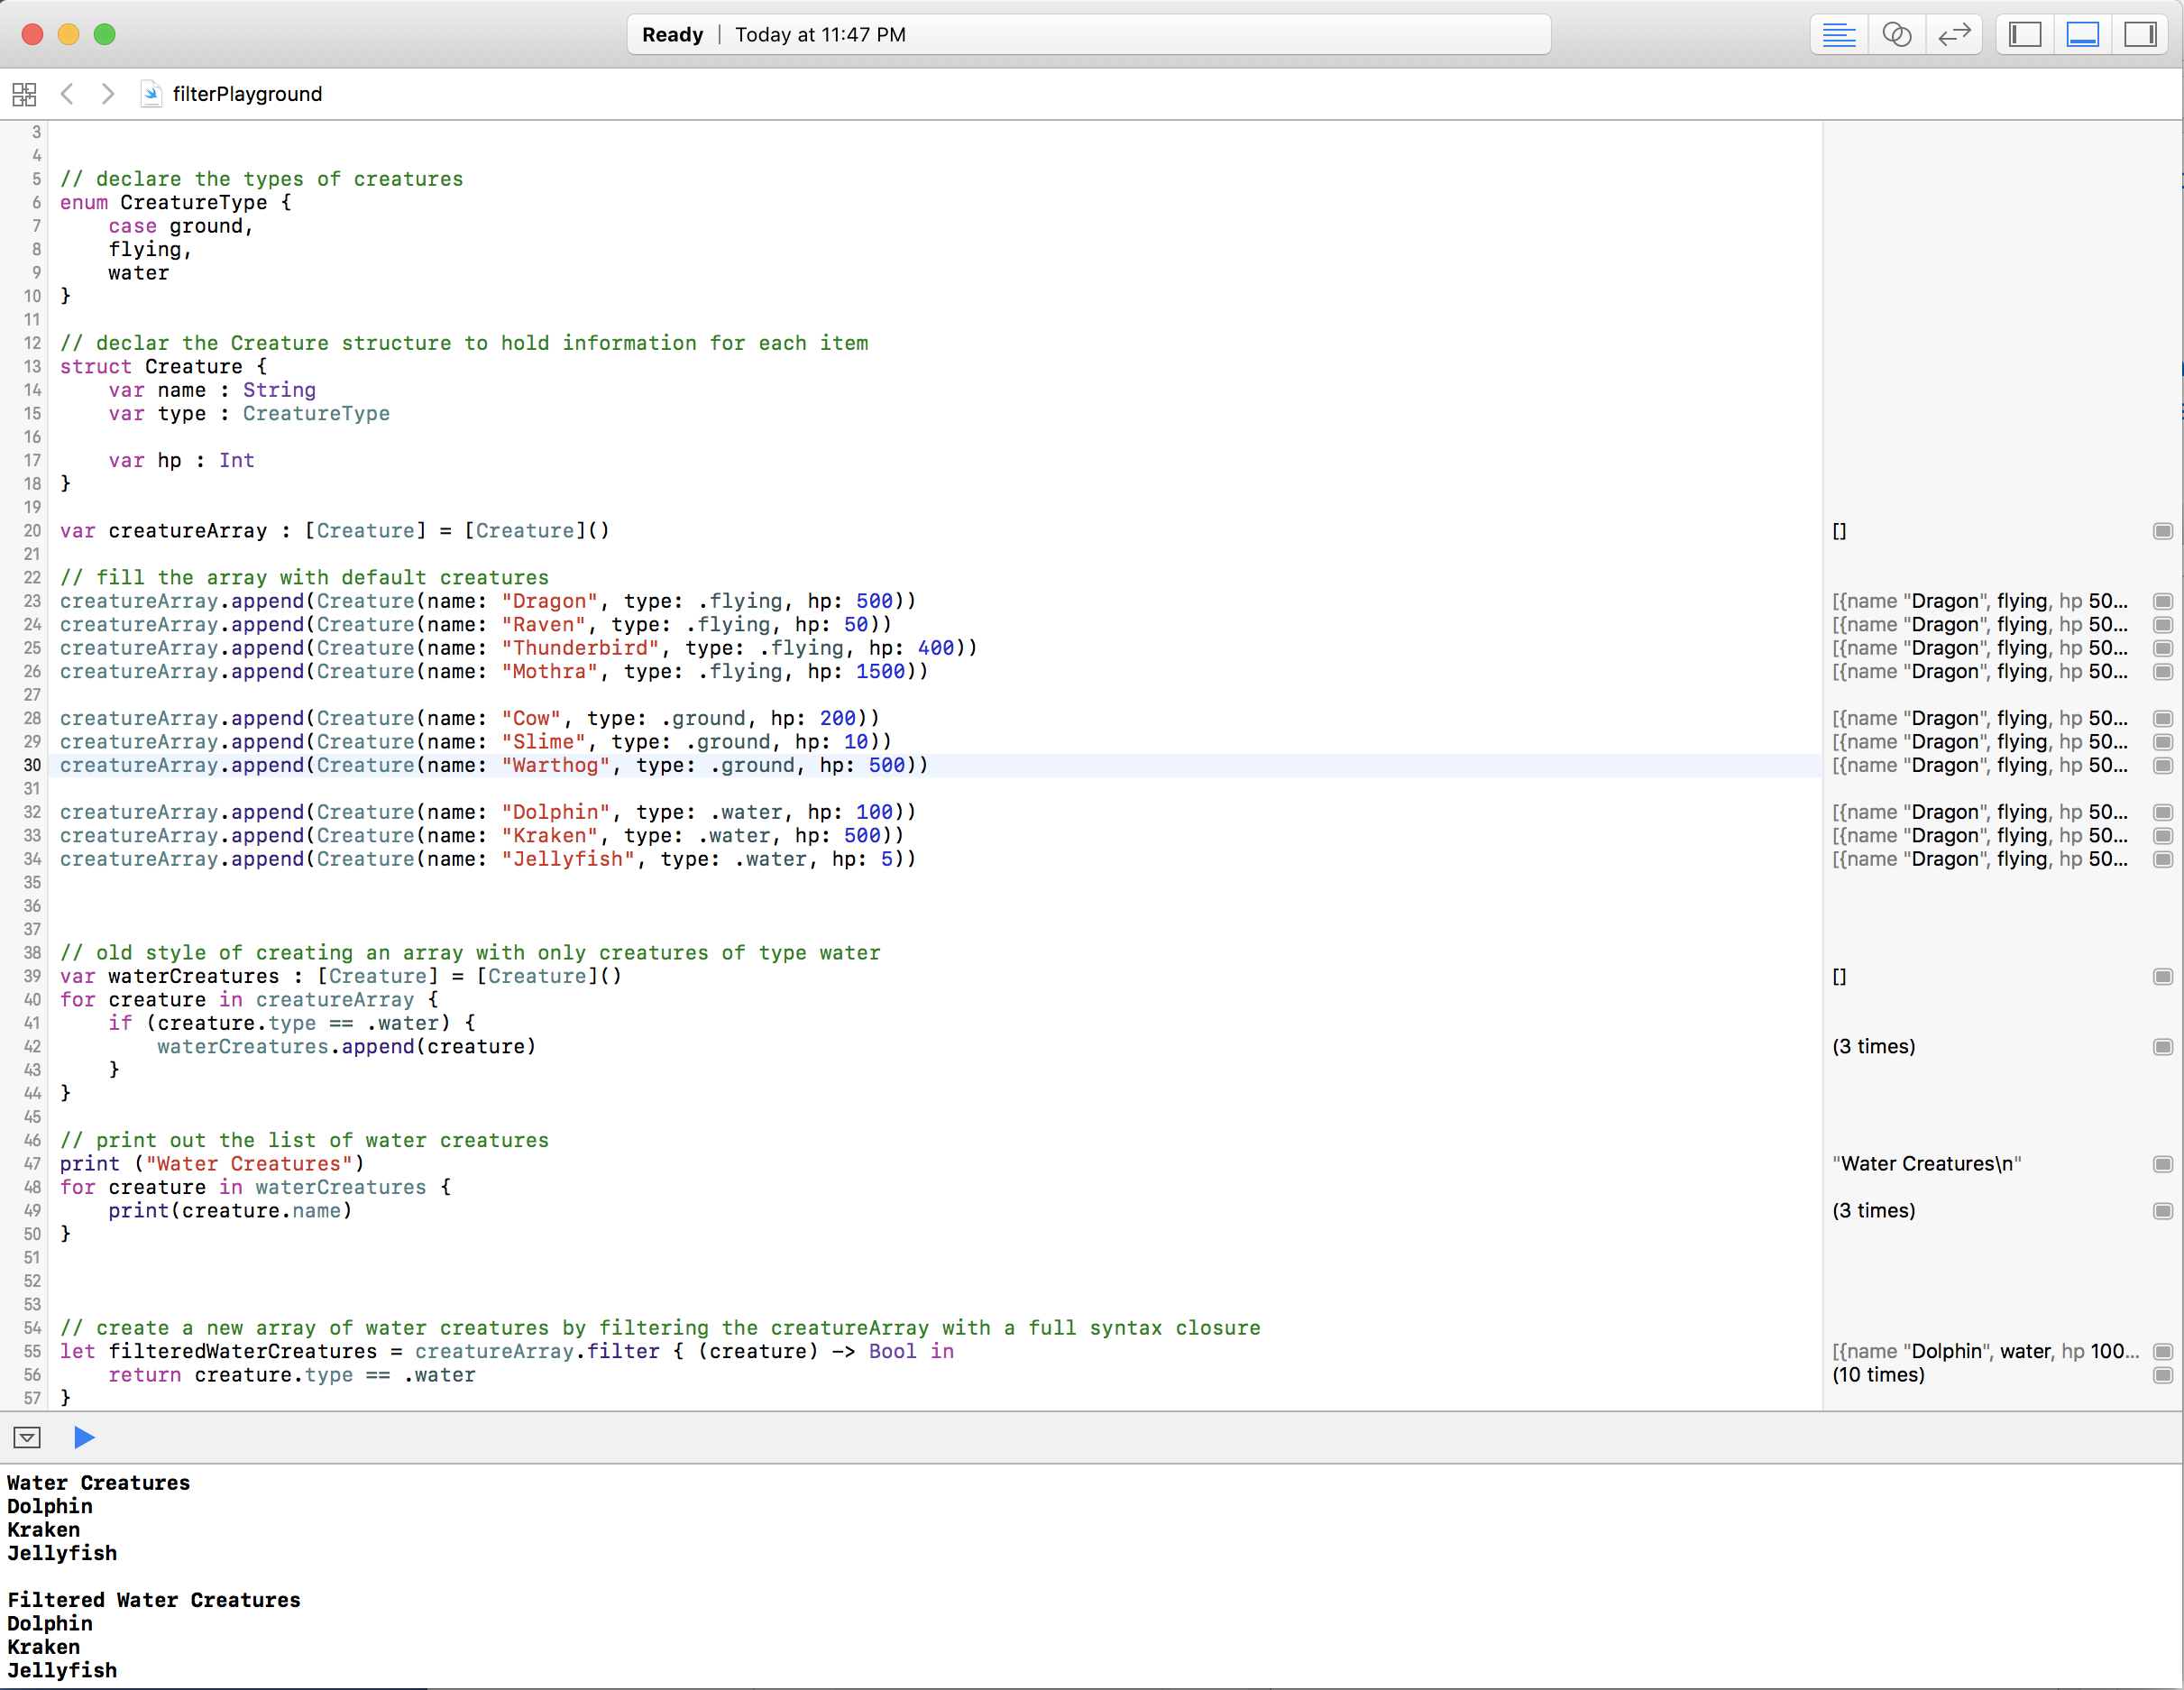 Ready | Today at 11:47 PM
filterPlayground
3
4
5 // declare the types of creatures
6 enum CreatureType {
7     case ground,
8     flying,
9     water
10 }
11
12 // declar the Creature structure to hold information for each item
13 struct Creature {
14     var name : String
15     var type : CreatureType
16
17     var hp : Int
18 }
19
20 var creatureArray : [Creature] = [Creature]() []
21
22 // fill the array with default creatures
23 creatureArray.append(Creature(name: "Dragon", type: .flying, hp: 500)) [{name "Dragon", flying, hp 50...
24 creatureArray.append(Creature(name: "Raven", type: .flying, hp: 50)) [{name "Dragon", flying, hp 50...
25 creatureArray.append(Creature(name: "Thunderbird", type: .flying, hp: 400)) [{name "Dragon", flying, hp 50...
26 creatureArray.append(Creature(name: "Mothra", type: .flying, hp: 1500)) [{name "Dragon", flying, hp 50...
27
28 creatureArray.append(Creature(name: "Cow", type: .ground, hp: 200)) [{name "Dragon", flying, hp 50...
29 creatureArray.append(Creature(name: "Slime", type: .ground, hp: 10)) [{name "Dragon", flying, hp 50...
30 creatureArray.append(Creature(name: "Warthog", type: .ground, hp: 500)) [{name "Dragon", flying, hp 50...
31
32 creatureArray.append(Creature(name: "Dolphin", type: .water, hp: 100)) [{name "Dragon", flying, hp 50...
33 creatureArray.append(Creature(name: "Kraken", type: .water, hp: 500)) [{name "Dragon", flying, hp 50...
34 creatureArray.append(Creature(name: "Jellyfish", type: .water, hp: 5)) [{name "Dragon", flying, hp 50...
35
36
37
38 // old style of creating an array with only creatures of type water
39 var waterCreatures : [Creature] = [Creature]() []
40 for creature in creatureArray {
41     if (creature.type == .water) {
42         waterCreatures.append(creature) (3 times)
43     }
44 }
45
46 // print out the list of water creatures
47 print ("Water Creatures") "Water Creatures\n"
48 for creature in waterCreatures {
49     print(creature.name) (3 times)
50 }
51
52
53
54 // create a new array of water creatures by filtering the creatureArray with a full syntax closure
55 let filteredWaterCreatures = creatureArray.filter { (creature) -> Bool in [{name "Dolphin", water, hp 100...
56     return creature.type == .water (10 times)
57 }
Water Creatures
Dolphin
Kraken
Jellyfish

Filtered Water Creatures
Dolphin
Kraken
Jellyfish